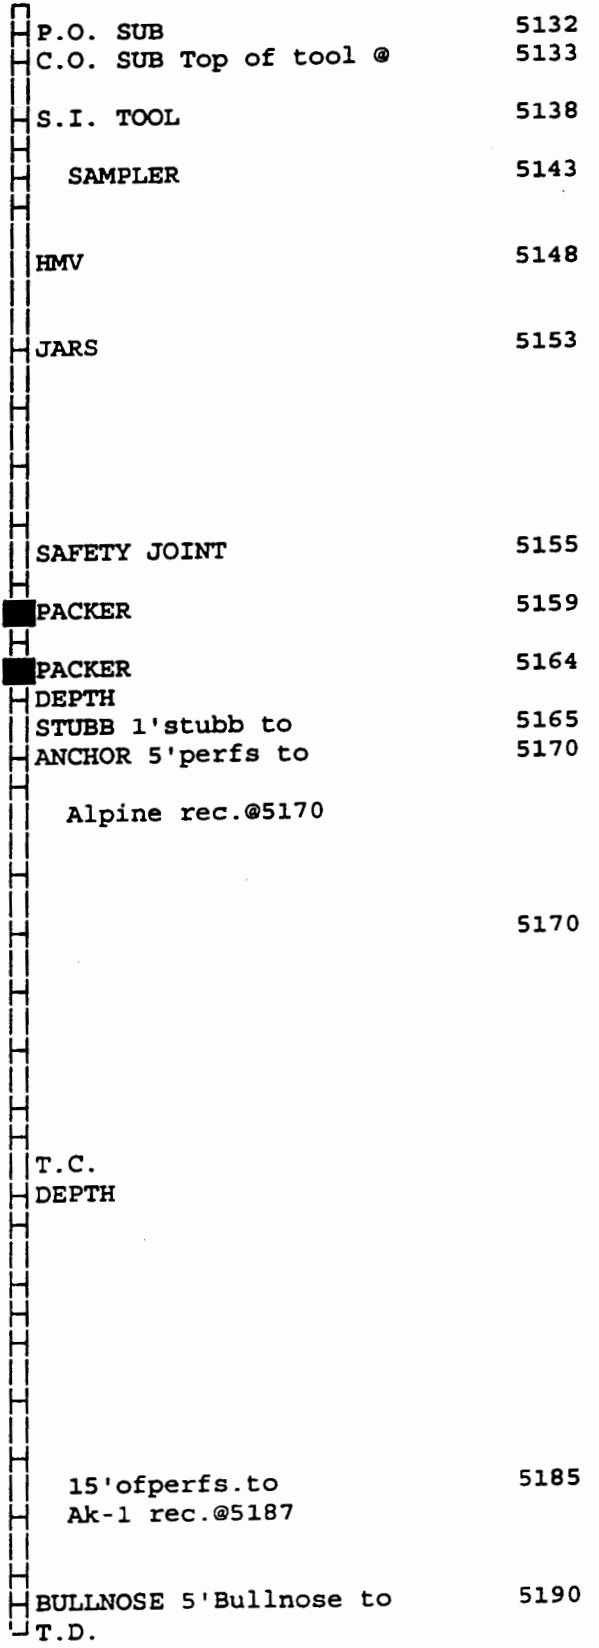 P.O. SUB 5132
C.O. SUB Top of tool @ 5133
S.I. TOOL 5138
SAMPLER 5143
HMV 5148
JARS 5153
SAFETY JOINT 5155
PACKER 5159
PACKER 5164
DEPTH
STUBB 1'stubb to 5165
ANCHOR 5'perfs to 5170
Alpine rec.@5170
5170
T.C.
DEPTH
15'ofperfs.to 5185
Ak-1 rec.@5187
BULLNOSE 5'Bullnose to 5190
T.D.